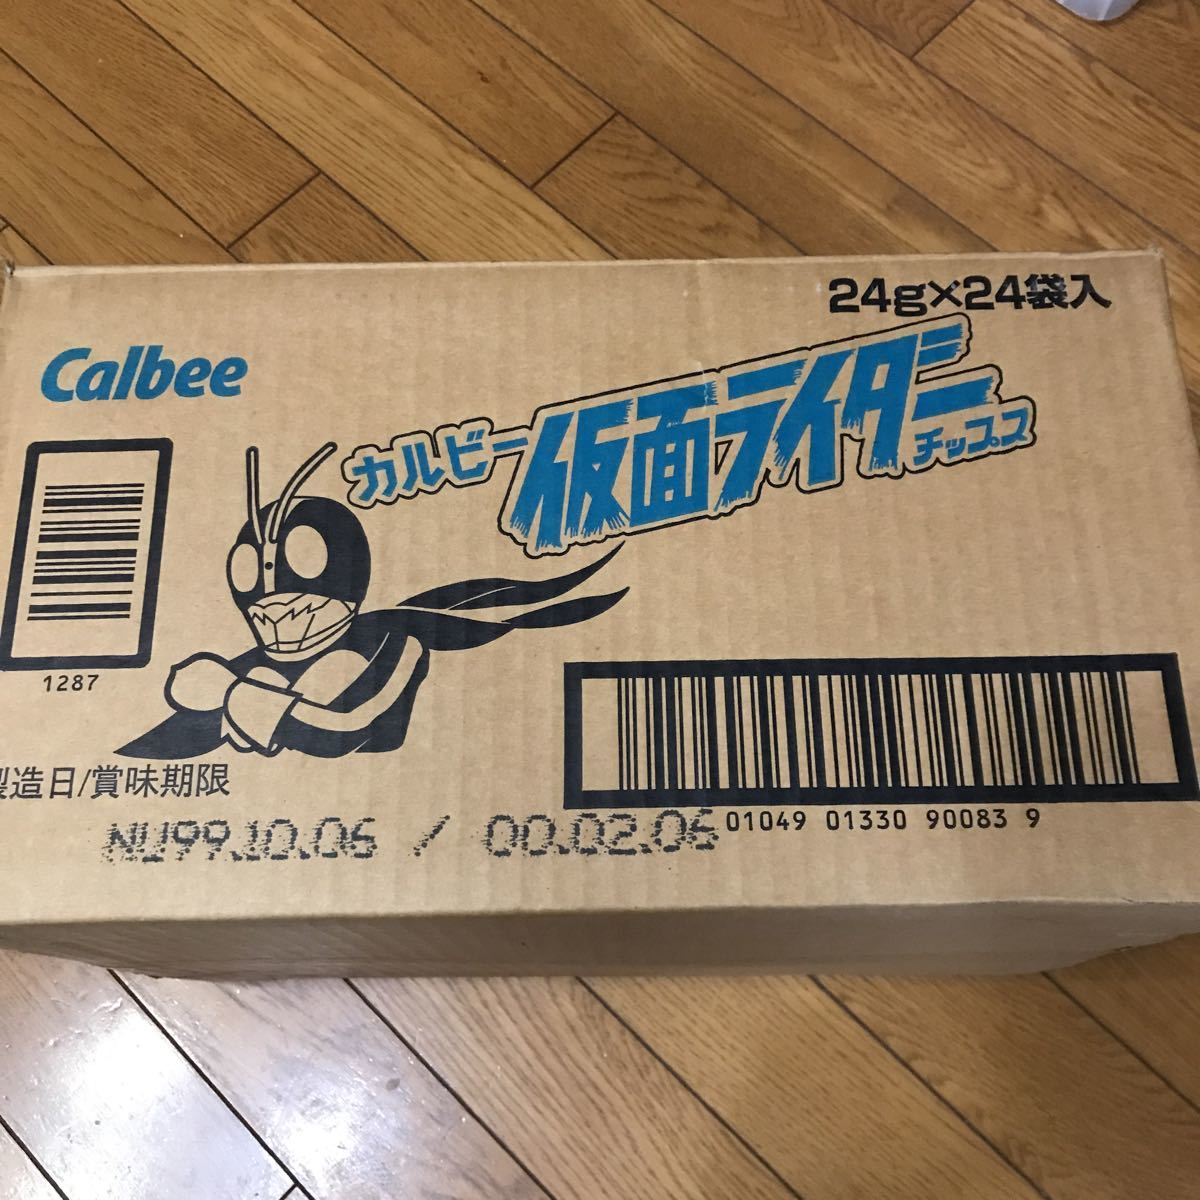 24g×24袋入
Calbee
カルビー仮面ライダーチップス
1287
製造日/賞味期限
NU99.10.06 / 00.02.06
01049 01330 90083 9